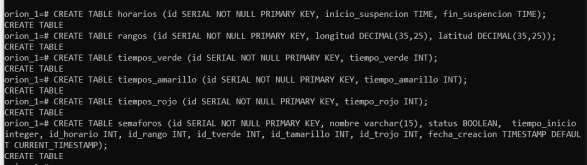 orion_1=# CREATE TABLE horarios (id SERIAL NOT NULL PRIMARY KEY, inicio_suspencion TIME, fin_suspencion TIME);
CREATE TABLE
orion_1=# CREATE TABLE rangos (id SERIAL NOT NULL PRIMARY KEY, longitud DECIMAL(35,25), latitud DECIMAL(35,25));
CREATE TABLE
orion_1=# CREATE TABLE tiempos_verde (id SERIAL NOT NULL PRIMARY KEY, tiempo_verde INT);
CREATE TABLE
orion_1=# CREATE TABLE tiempos_amarillo (id SERIAL NOT NULL PRIMARY KEY, tiempo_amarillo INT);
CREATE TABLE
orion_1=# CREATE TABLE tiempos_rojo (id SERIAL NOT NULL PRIMARY KEY, tiempo_rojo INT);
CREATE TABLE
orion_1=# CREATE TABLE semaforos (id SERIAL NOT NULL PRIMARY KEY, nombre varchar(15), status BOOLEAN,  tiempo_inicio
integer, id_horario INT, id_rango INT, id_tverde INT, id_tamarillo INT, id_trojo INT, fecha_creacion TIMESTAMP DEFAUL
T CURRENT_TIMESTAMP);
CREATE TABLE